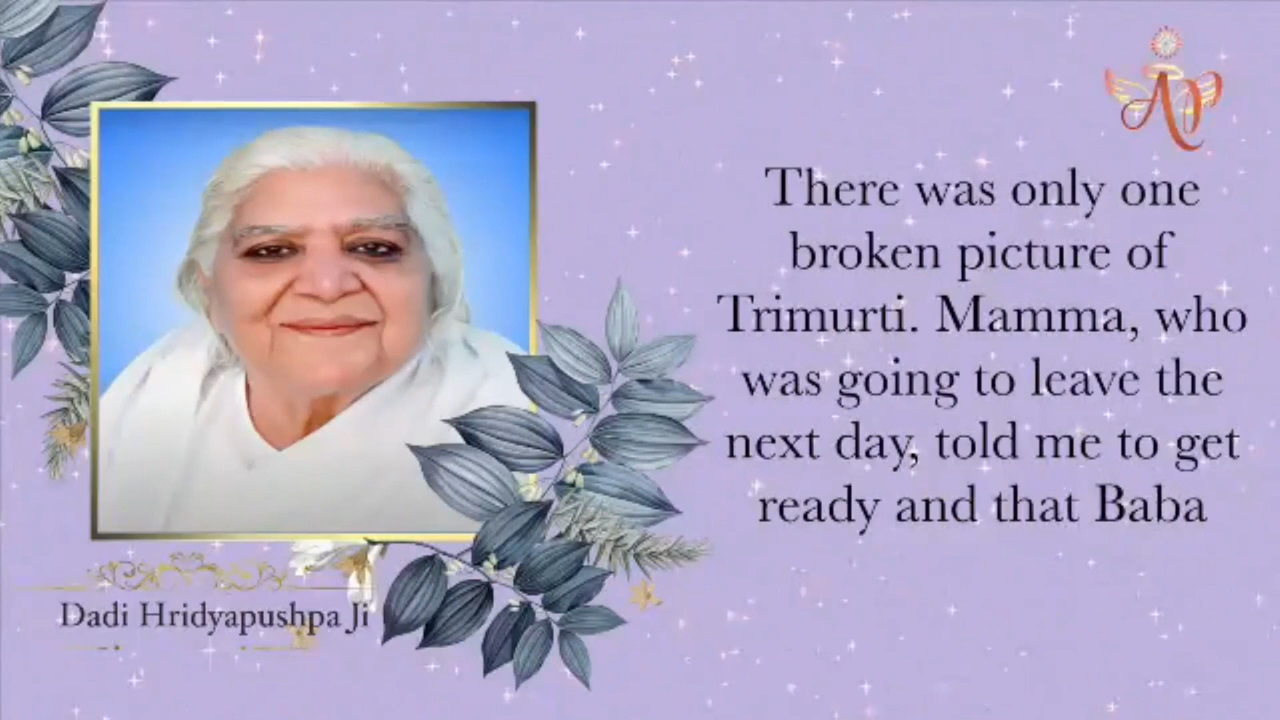 There was only one
broken picture of
Trimurti. Mamma, who
was going to leave the
next day, told me to get
ready and that Baba
Dadi Hridyapushpa Ji